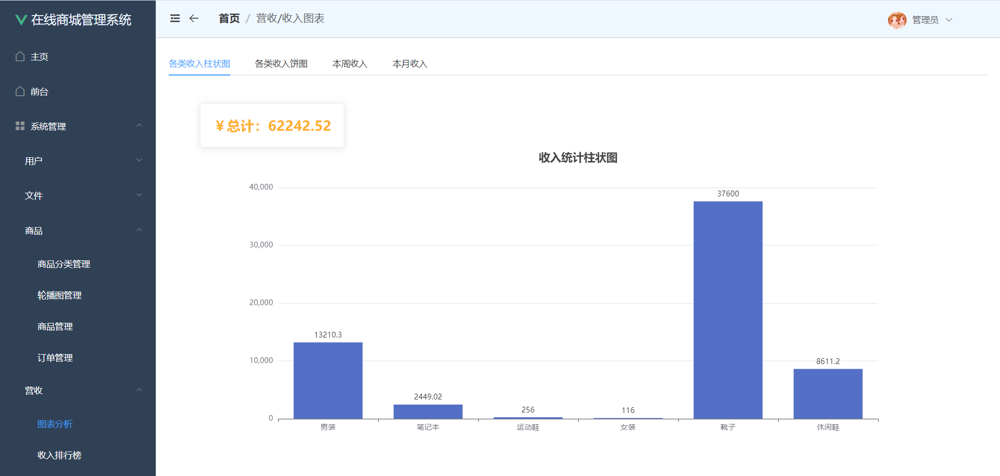 在线商城管理系统
主页
前台
系统管理
用户
文件
商品
商品分类管理
轮播图管理
商品管理
订单管理
营收
图表分析
收入排行榜
首页 / 营收/收入图表
管理员
各类收入柱状图 各类收入饼图 本周收入 本月收入
¥ 总计：62242.52
收入统计柱状图
40,000
37600
30,000
20,000
13210.3
10,000
8611.2
2449.02
256
116
0
男装 笔记本 运动鞋 女装 靴子 休闲鞋